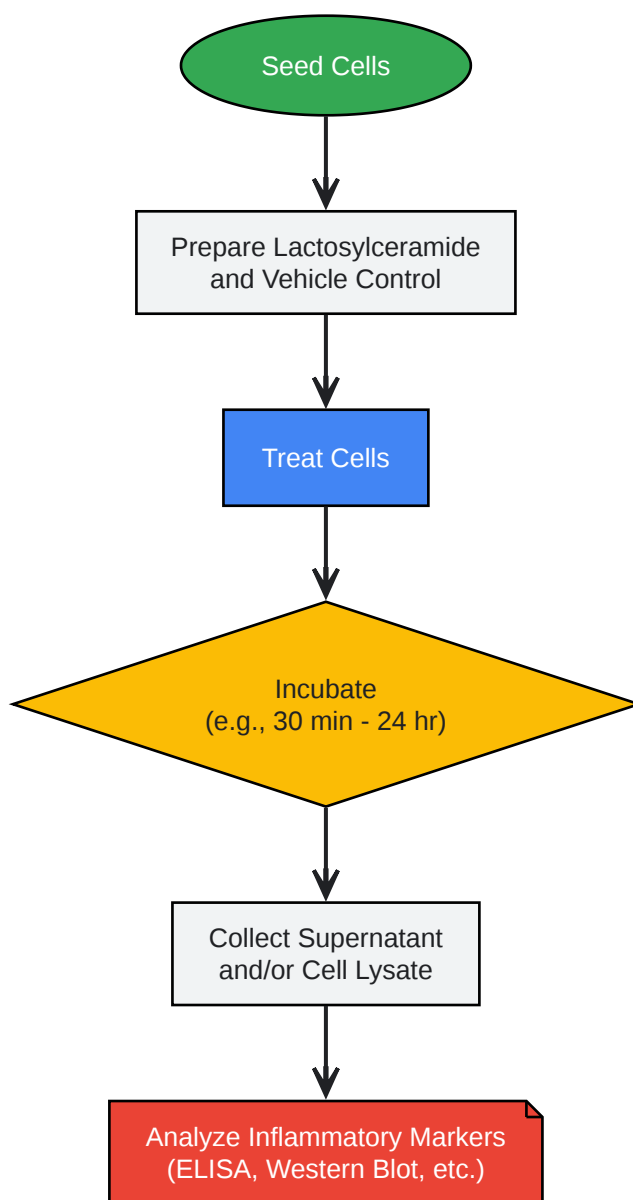 Seed Cells
Prepare Lactosylceramide
and Vehicle Control
Treat Cells
Incubate
(e.g., 30 min - 24 hr)
Collect Supernatant
and/or Cell Lysate
Analyze Inflammatory Markers
(ELISA, Western Blot, etc.)